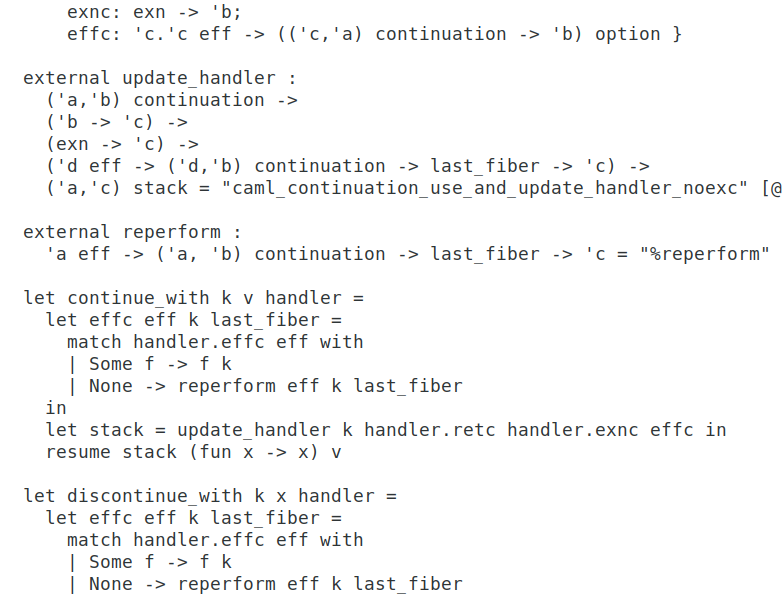 exnc: exn -> 'b;
effc: 'c.'c eff -> (('c,'a) continuation -> 'b) option }
external update_handler :
('a,'b) continuation ->
('b -> 'c) ->
(exn -> 'c) ->
('d eff -> ('d,'b) continuation -> last_fiber -> 'c) ->
('a,'c) stack = "caml_continuation_use_and_update_handler_noexc" [@
external reperform :
'a eff -> ('a, 'b) continuation -> last_fiber -> 'c = "%reperform"
let continue_with k v handler =
let effc eff k last_fiber =
match handler.effc eff with
| Some f -> f k
| None -> reperform eff k last_fiber
in
let stack = update_handler k handler.retc handler.exnc effc in
resume stack (fun x -> x) v
let discontinue_with k x handler =
let effc eff k last_fiber =
match handler.effc eff with
| Some f -> f k
| None -> reperform eff k last_fiber